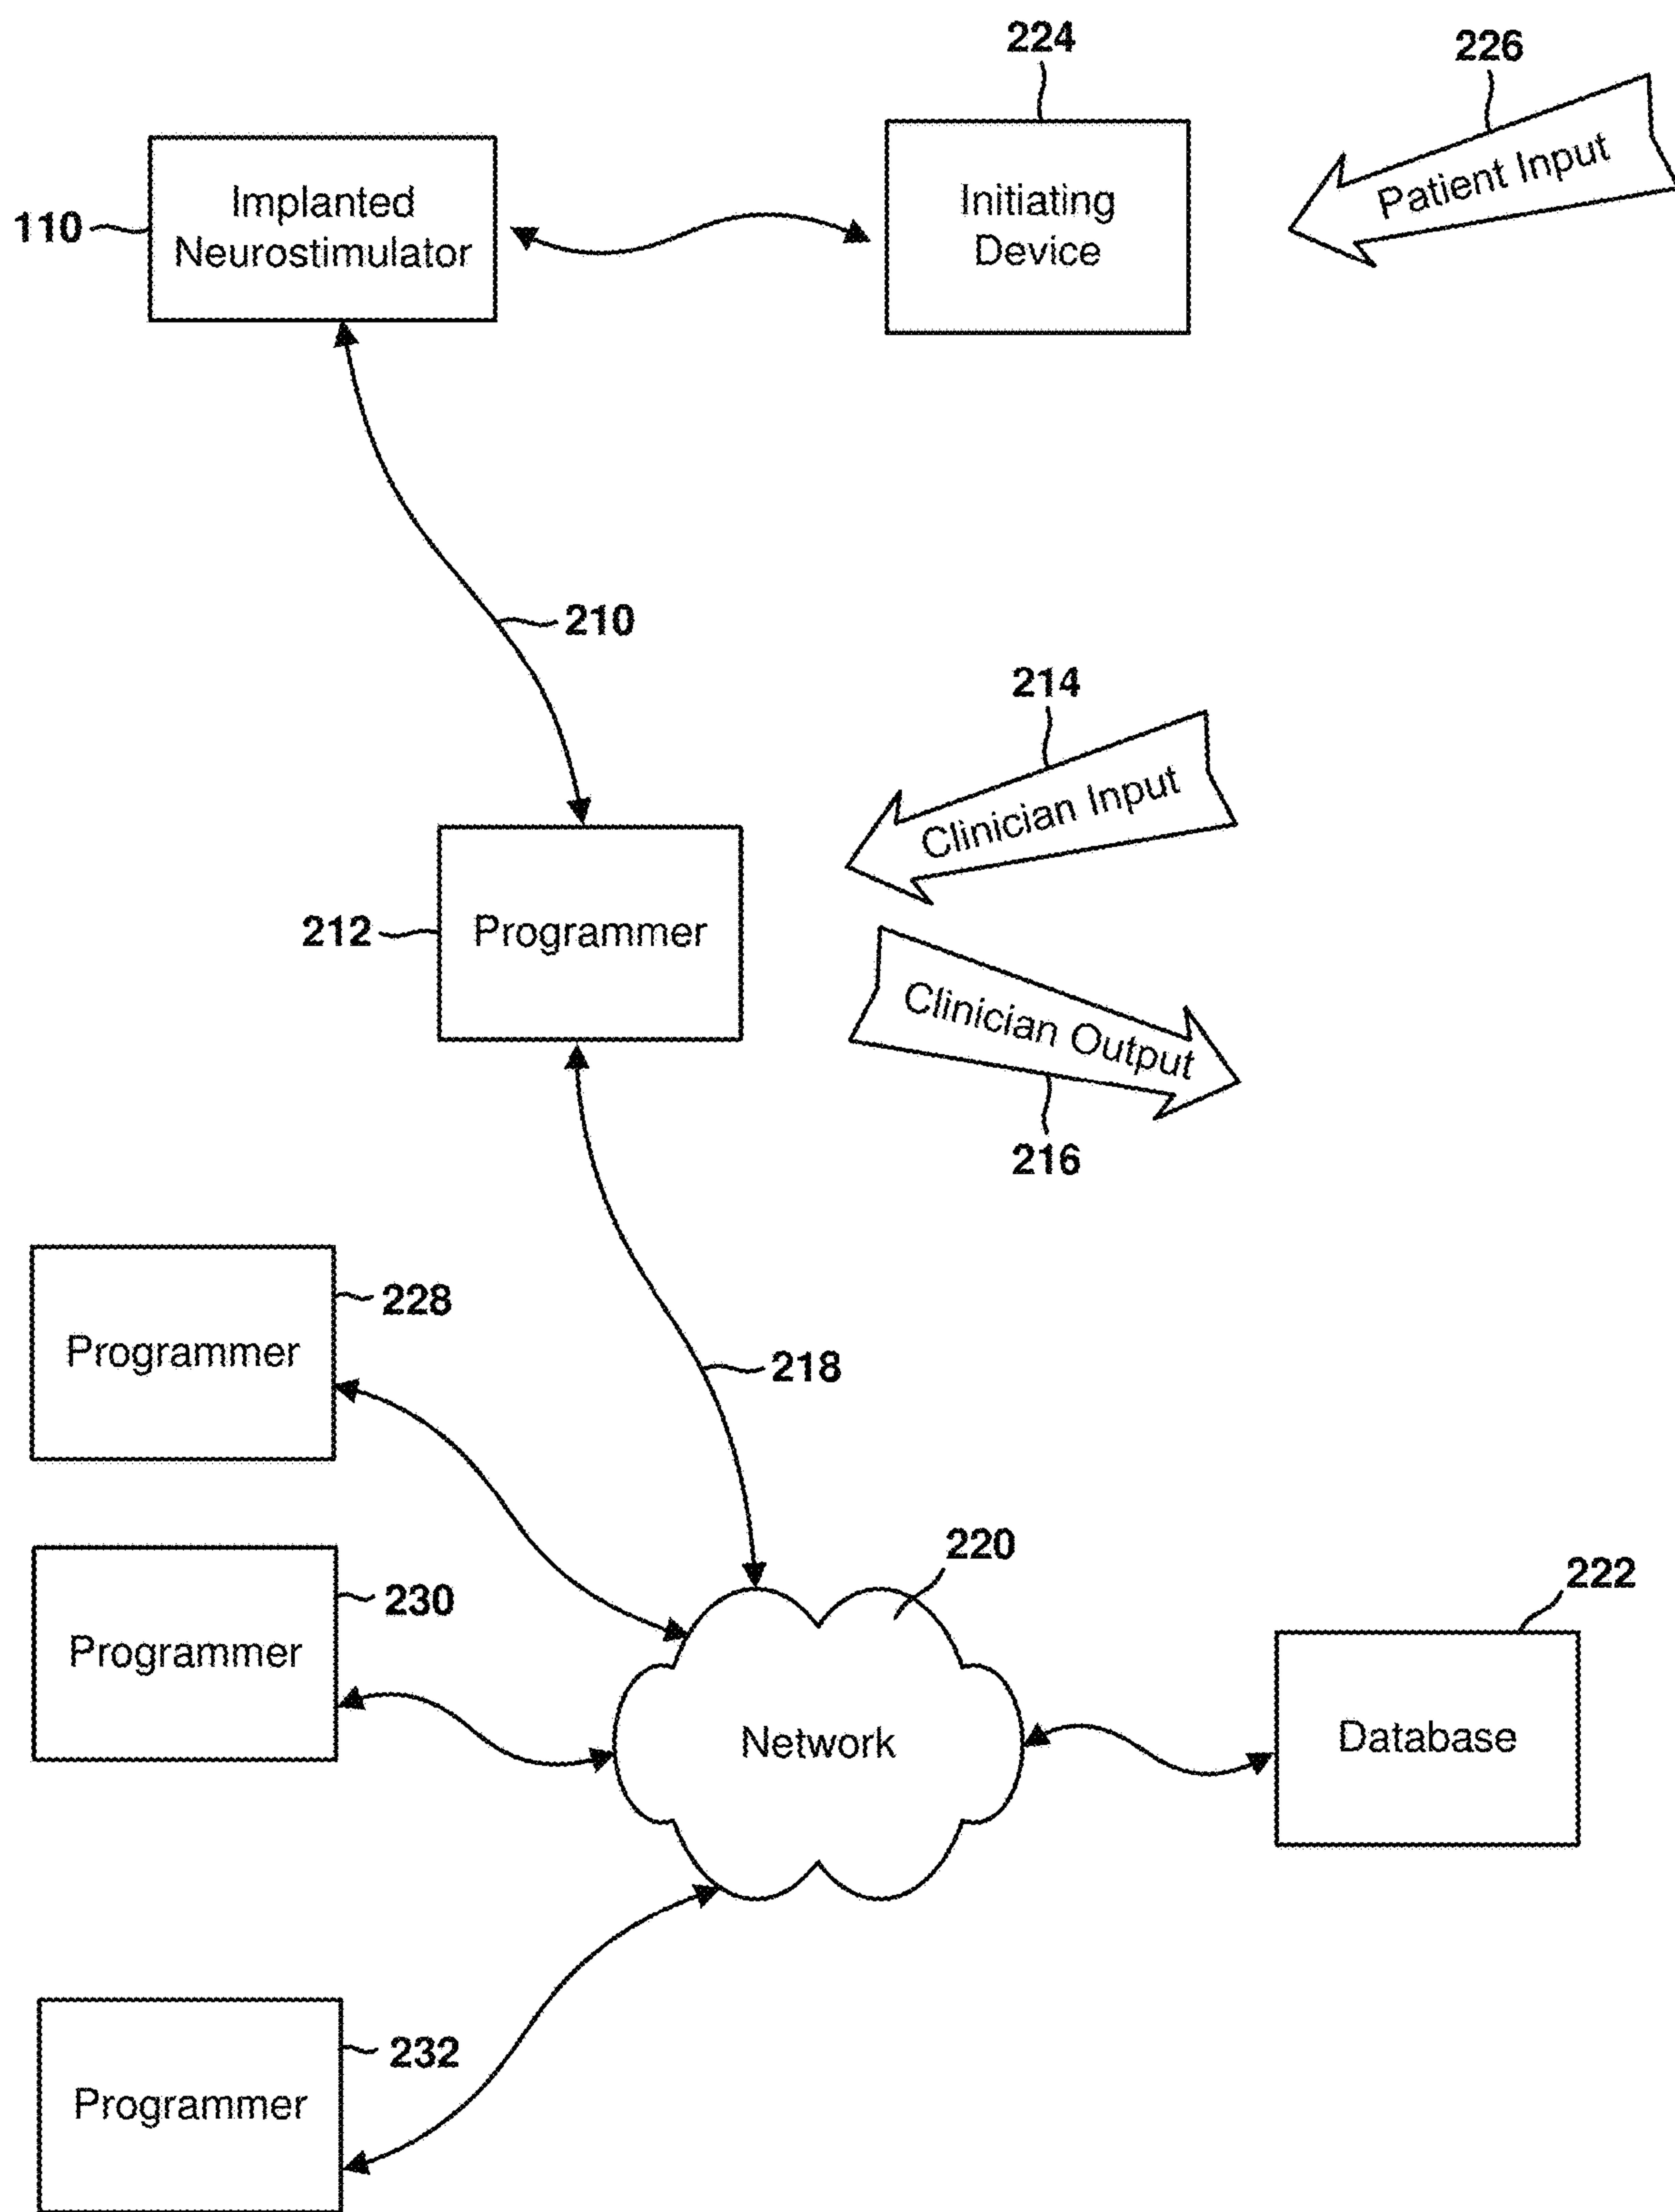 224
226
110
Implanted
Neurostimulator
Initiating
Device
Patient Input
210
214
Clinician Input
212
Programmer
Clinician Output
216
228
Programmer
218
230
Programmer
220
222
Network
Database
232
Programmer